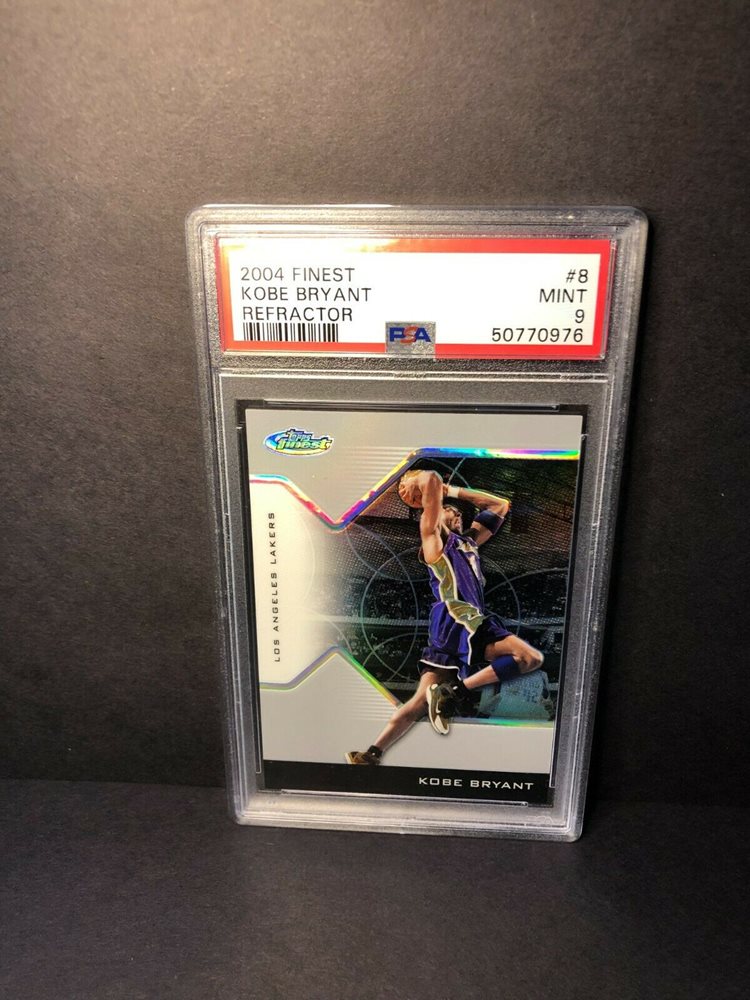 2004 FINEST #8
KOBE BRYANT MINT
REFRACTOR 9
PSA 50770976
Topps
finest
LOS ANGELES LAKERS
KOBE BRYANT